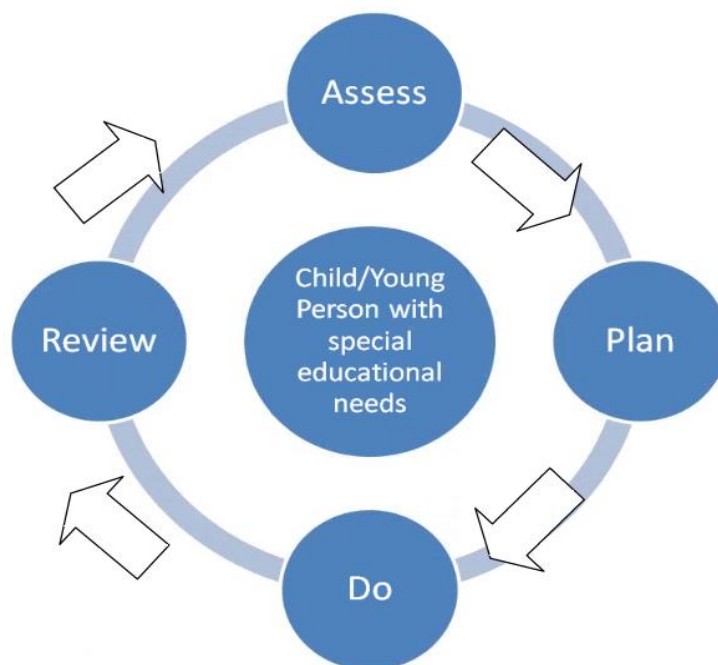 Assess
Plan
Do
Review
Child/Young
Person with
special
educational
needs